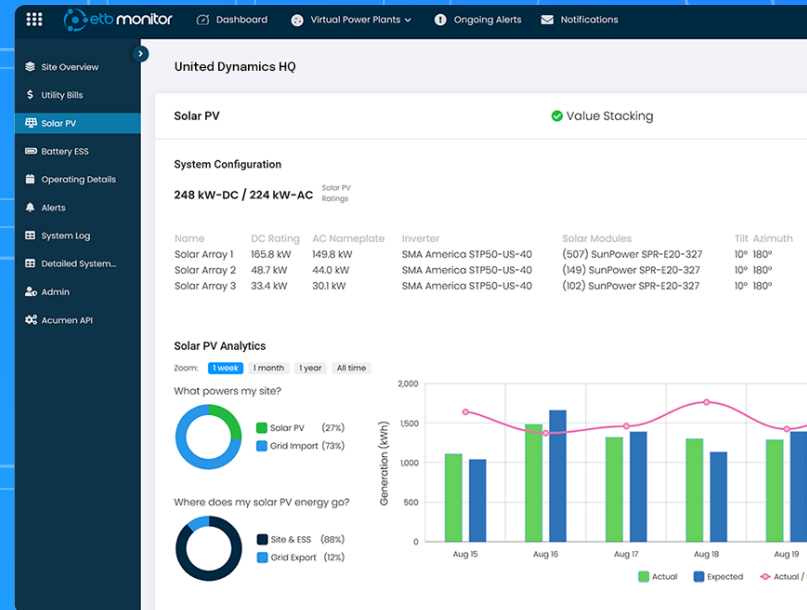 etb monitor Dashboard Virtual Power Plants Ongoing Alerts Notifications
Site Overview
Utility Bills
Solar PV
Battery ESS
Operating Details
Alerts
System Log
Detailed System...
Admin
Acumen API
United Dynamics HQ
Solar PV Value Stacking
System Configuration
248 kW-DC / 224 kW-AC Solar PV Ratings
Name DC Rating AC Nameplate Inverter Solar Modules Tilt Azimuth
Solar Array 1 165.8 kW 149.8 kW SMA America STP50-US-40 (507) SunPower SPR-E20-327 10° 180°
Solar Array 2 48.7 kW 44.0 kW SMA America STP50-US-40 (149) SunPower SPR-E20-327 10° 180°
Solar Array 3 33.4 kW 30.1 kW SMA America STP50-US-40 (102) SunPower SPR-E20-327 10° 180°
Solar PV Analytics
Zoom: 1 week 1 month 1 year All time
What powers my site?
Solar PV (27%)
Grid Import (73%)
Where does my solar PV energy go?
Site & ESS (88%)
Grid Export (12%)
Generation (kWh)
2,000
1,500
1,000
500
0
Aug 15 Aug 16 Aug 17 Aug 18 Aug 19
Actual Expected Actual /